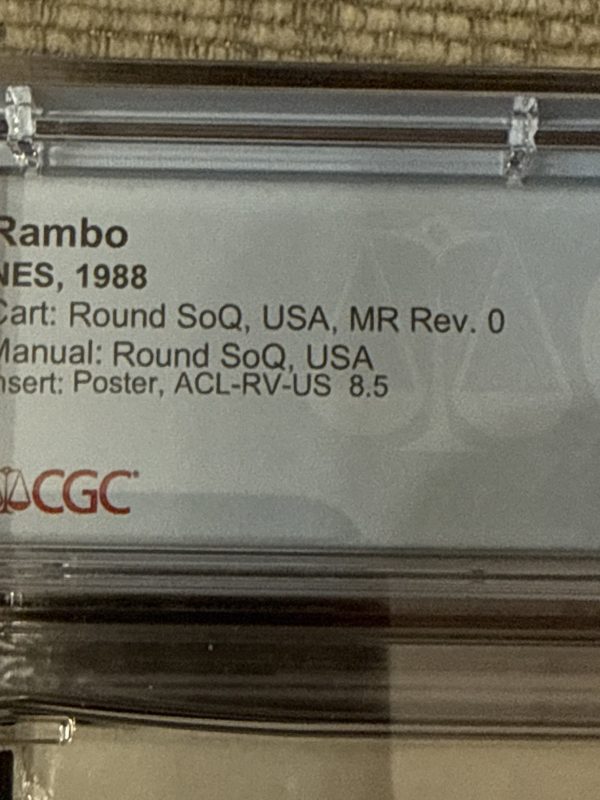 Rambo
NES, 1988
Cart: Round SoQ, USA, MR Rev. 0
Manual: Round SoQ, USA
Insert: Poster, ACL-RV-US 8.5
CGC